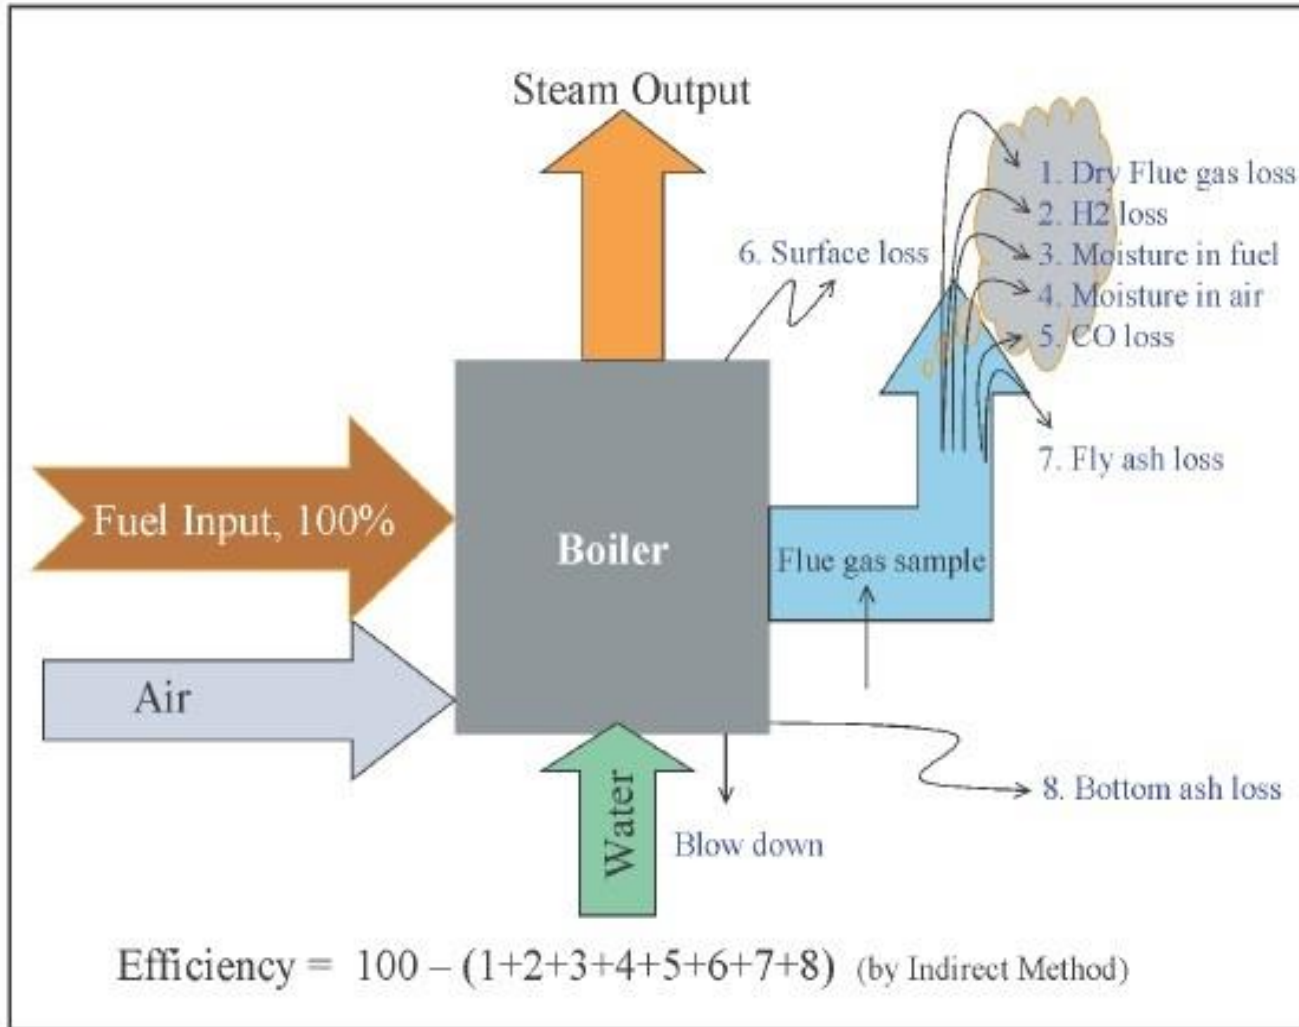 Steam Output
1. Dry Flue gas loss
2. H2 loss
6. Surface loss
3. Moisture in fuel
4. Moisture in air
5. CO loss
7. Fly ash loss
Fuel Input, 100%
Boiler
Flue gas sample
Air
Water
8. Bottom ash loss
Blow down
Efficiency = 100 – (1+2+3+4+5+6+7+8) (by Indirect Method)